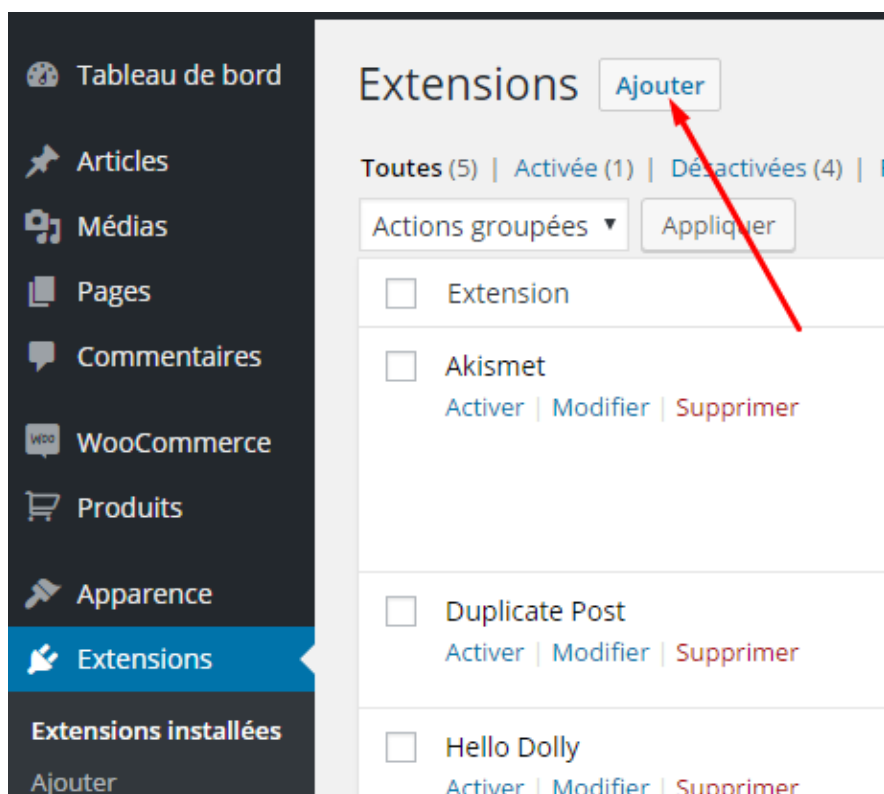 Tableau de bord
Articles
Médias
Pages
Commentaires
WOO
WooCommerce
Produits
Apparence
Extensions
Extensions installées
Ajouter
Extensions Ajouter
Toutes (5) | Activée (1) | Désactivées (4) |
Actions groupées ▼ Appliquer
Extension
Akismet
Activer | Modifier | Supprimer
Duplicate Post
Activer | Modifier | Supprimer
Hello Dolly
Activer | Modifier | Supprimer